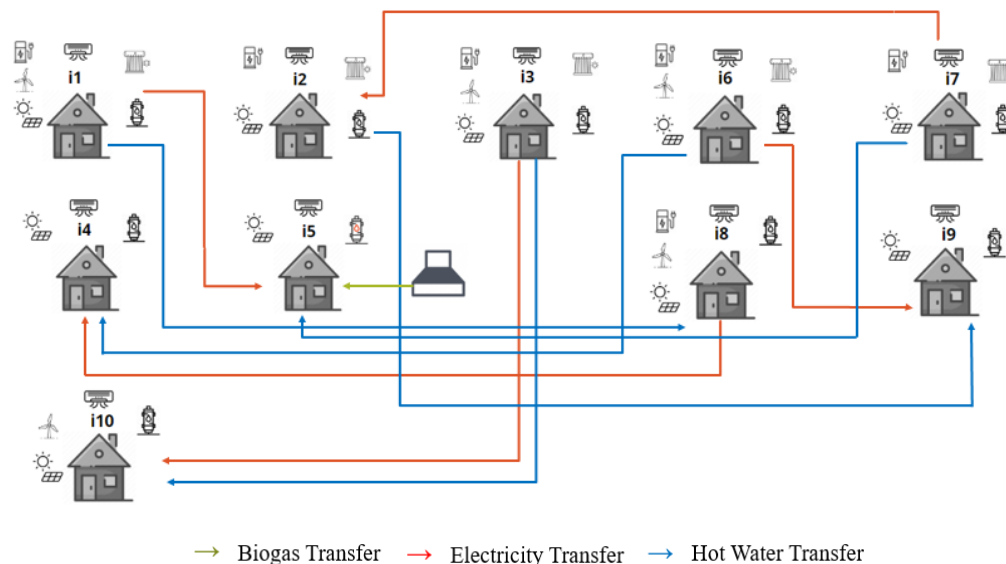 i1
i2
i3
i6
i7
i4
i5
i8
i9
i10
Biogas Transfer
Electricity Transfer
Hot Water Transfer